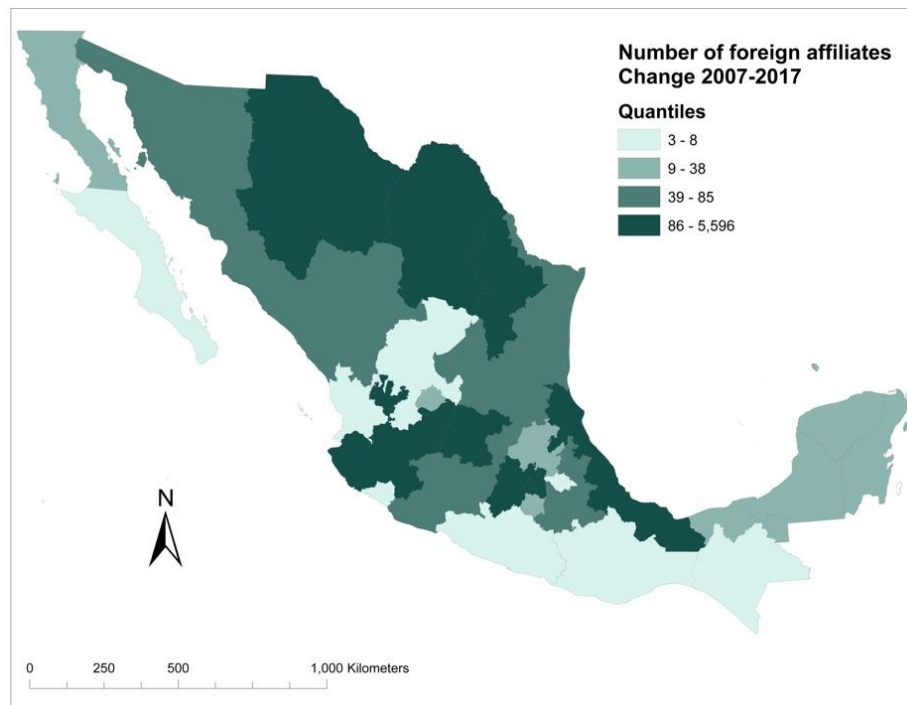 Number of foreign affiliates
Change 2007-2017
Quantiles
3 - 8
9 - 38
39 - 85
86 - 5,596
N
0 250 500 1,000 Kilometers